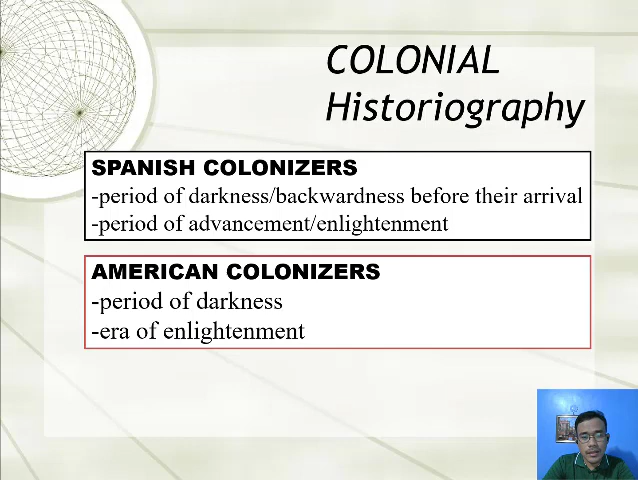 COLONIAL
Historiography
SPANISH COLONIZERS
-period of darkness/backwardness before their arrival
-period of advancement/enlightenment
AMERICAN COLONIZERS
-period of darkness
-era of enlightenment